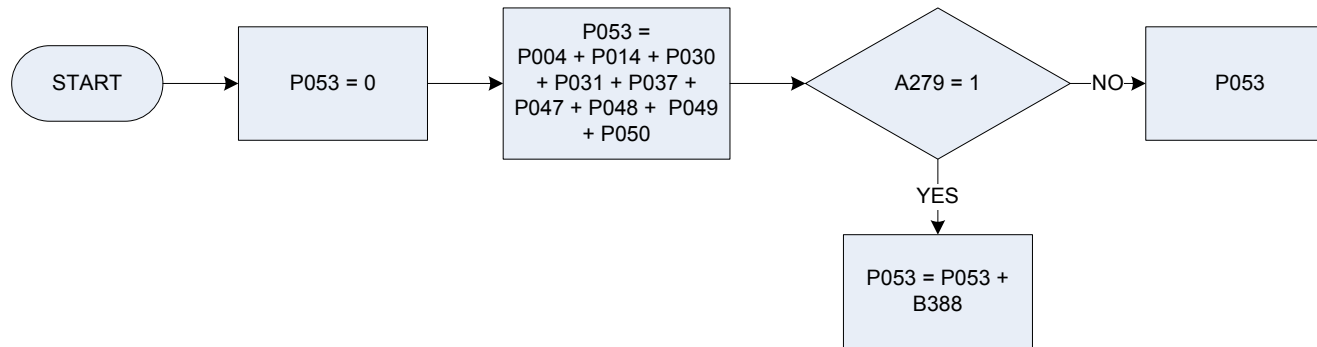 START
P053 = 0
P053 =
P004 + P014 + P030
+ P031 + P037 +
P047 + P048 + P049
+ P050
A279 = 1
NO
P053
YES
P053 = P053 +
B388